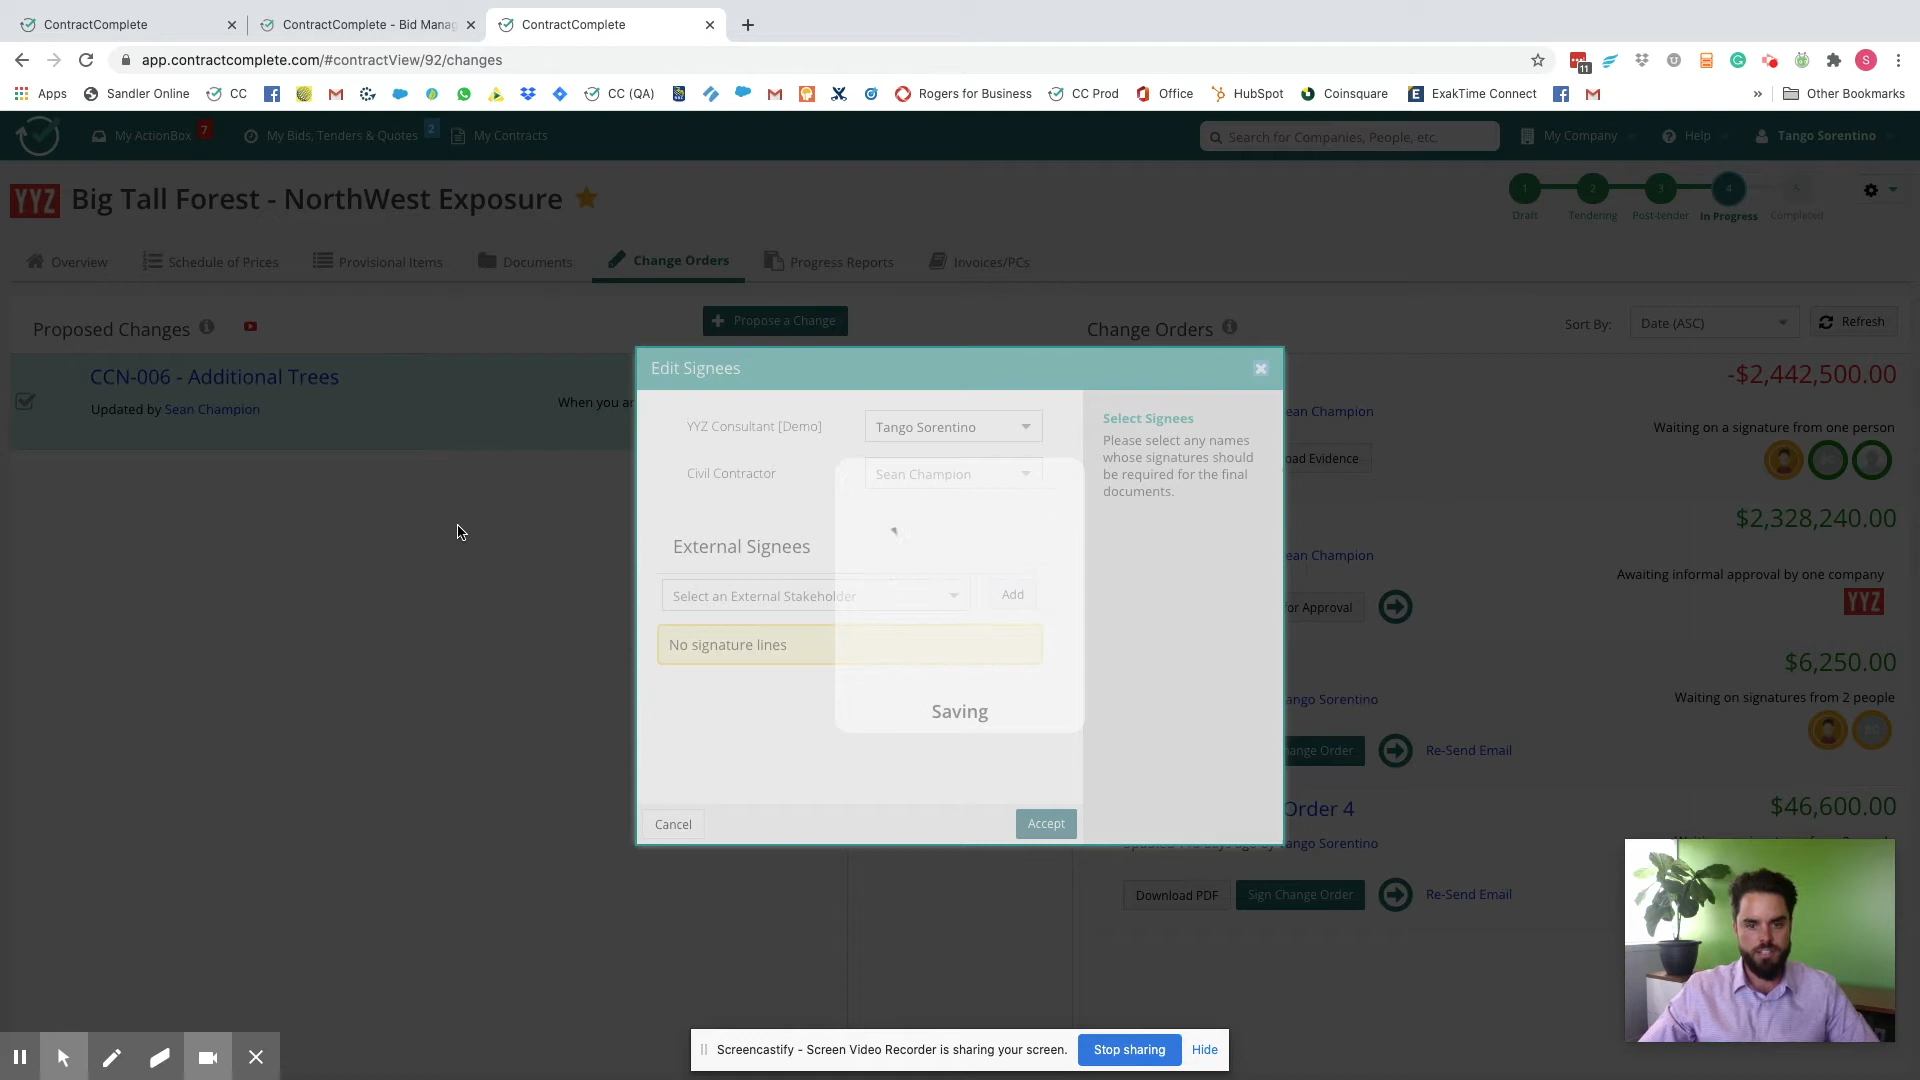 ContractComplete
ContractComplete - Bid Manag
ContractComplete
app.contractcomplete.com/#contractView/92/changes
11
S
Apps
Sandler Online
CC
CC (QA)
Rogers for Business
CC Prod
Office
HubSpot
Coinsquare
ExakTime Connect
»
Other Bookmarks
My ActionBox
7
My Bids, Tenders & Quotes
2
My Contracts
Search for Companies, People, etc.
My Company
Help
Tango Sorentino
YYZ
Big Tall Forest - NorthWest Exposure
1
2
3
4
5
Draft
Tendering
Post-tender
In Progress
Completed
Overview
Schedule of Prices
Provisional Items
Documents
Change Orders
Progress Reports
Invoices/PCs
Proposed Changes
Propose a Change
Change Orders
Sort By:
Date (ASC)
Refresh
CCN-006 - Additional Trees
Updated by Sean Champion
When you ar
Edit Signees
YYZ Consultant [Demo]
Tango Sorentino
Civil Contractor
Sean Champion
External Signees
Select an External Stakeholder
Add
No signature lines
Saving
Cancel
Accept
Select Signees
Please select any names
whose signatures should
be required for the final
documents.
-$2,442,500.00
ean Champion
Waiting on a signature from one person
oad Evidence
$2,328,240.00
ean Champion
Awaiting informal approval by one company
or Approval
YYZ
$6,250.00
ango Sorentino
Waiting on signatures from 2 people
hange Order
Re-Send Email
Order 4
$46,600.00
ango Sorentino
Download PDF
Sign Change Order
Re-Send Email
Screencastify - Screen Video Recorder is sharing your screen.
Stop sharing
Hide